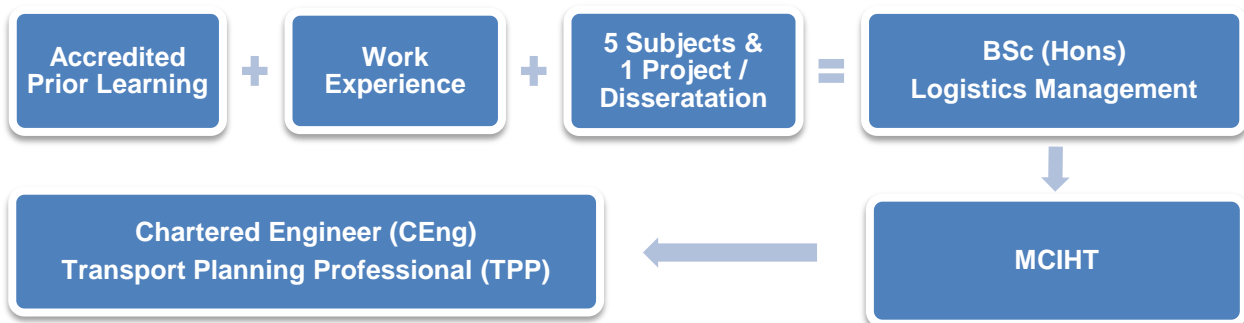 Accredited
Prior Learning
+
Work
Experience
+
5 Subjects &
1 Project /
Disseratation
=
BSc (Hons)
Logistics Management
MCIHT
Chartered Engineer (CEng)
Transport Planning Professional (TPP)